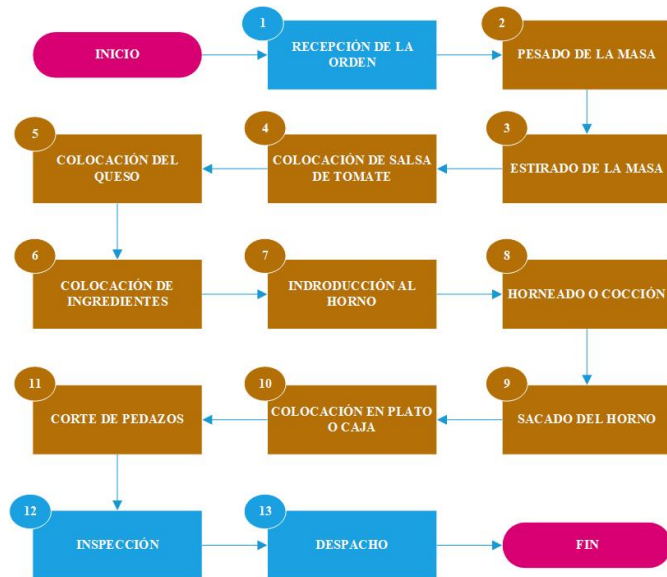 INICIO
1
RECEPCIÓN DE LA
ORDEN
2
PESADO DE LA MASA
3
ESTIRADO DE LA MASA
4
COLOCACIÓN DE SALSA
DE TOMATE
5
COLOCACIÓN DEL
QUESO
6
COLOCACIÓN DE
INGREDIENTES
7
INDRODUCCIÓN AL
HORNO
8
HORNEADO O COCCIÓN
9
SACADO DEL HORNO
10
COLOCACIÓN EN PLATO
O CAJA
11
CORTE DE PEDAZOS
12
INSPECCIÓN
13
DESPACHO
FIN